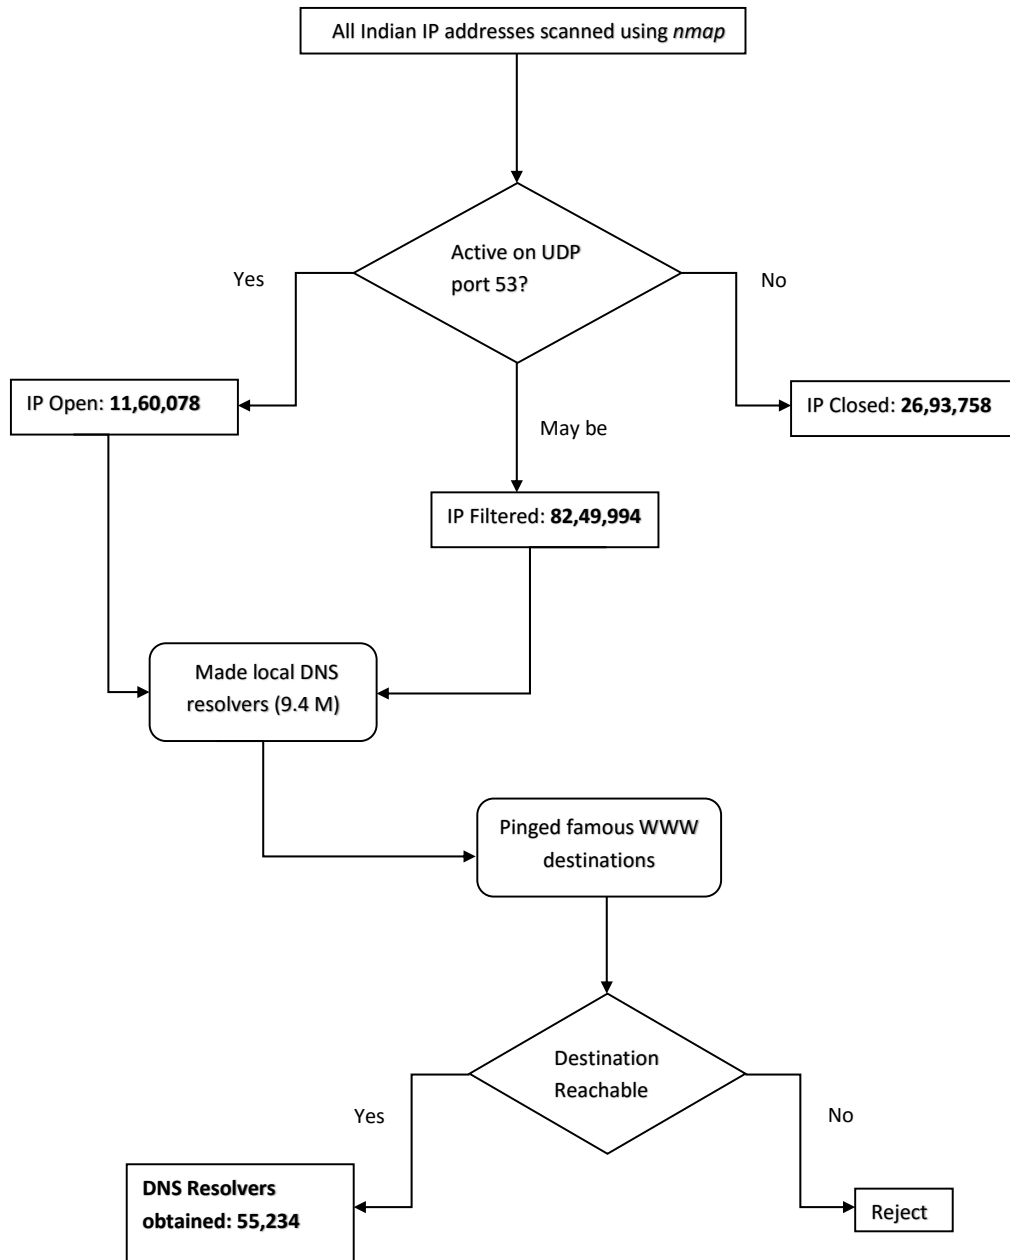 All Indian IP addresses scanned using nmap
Active on UDP
port 53?
Yes
No
IP Open: 11,60,078
IP Closed: 26,93,758
May be
IP Filtered: 82,49,994
Made local DNS
resolvers (9.4 M)
Pinged famous WWW
destinations
Destination
Reachable
Yes
No
DNS Resolvers
obtained: 55,234
Reject